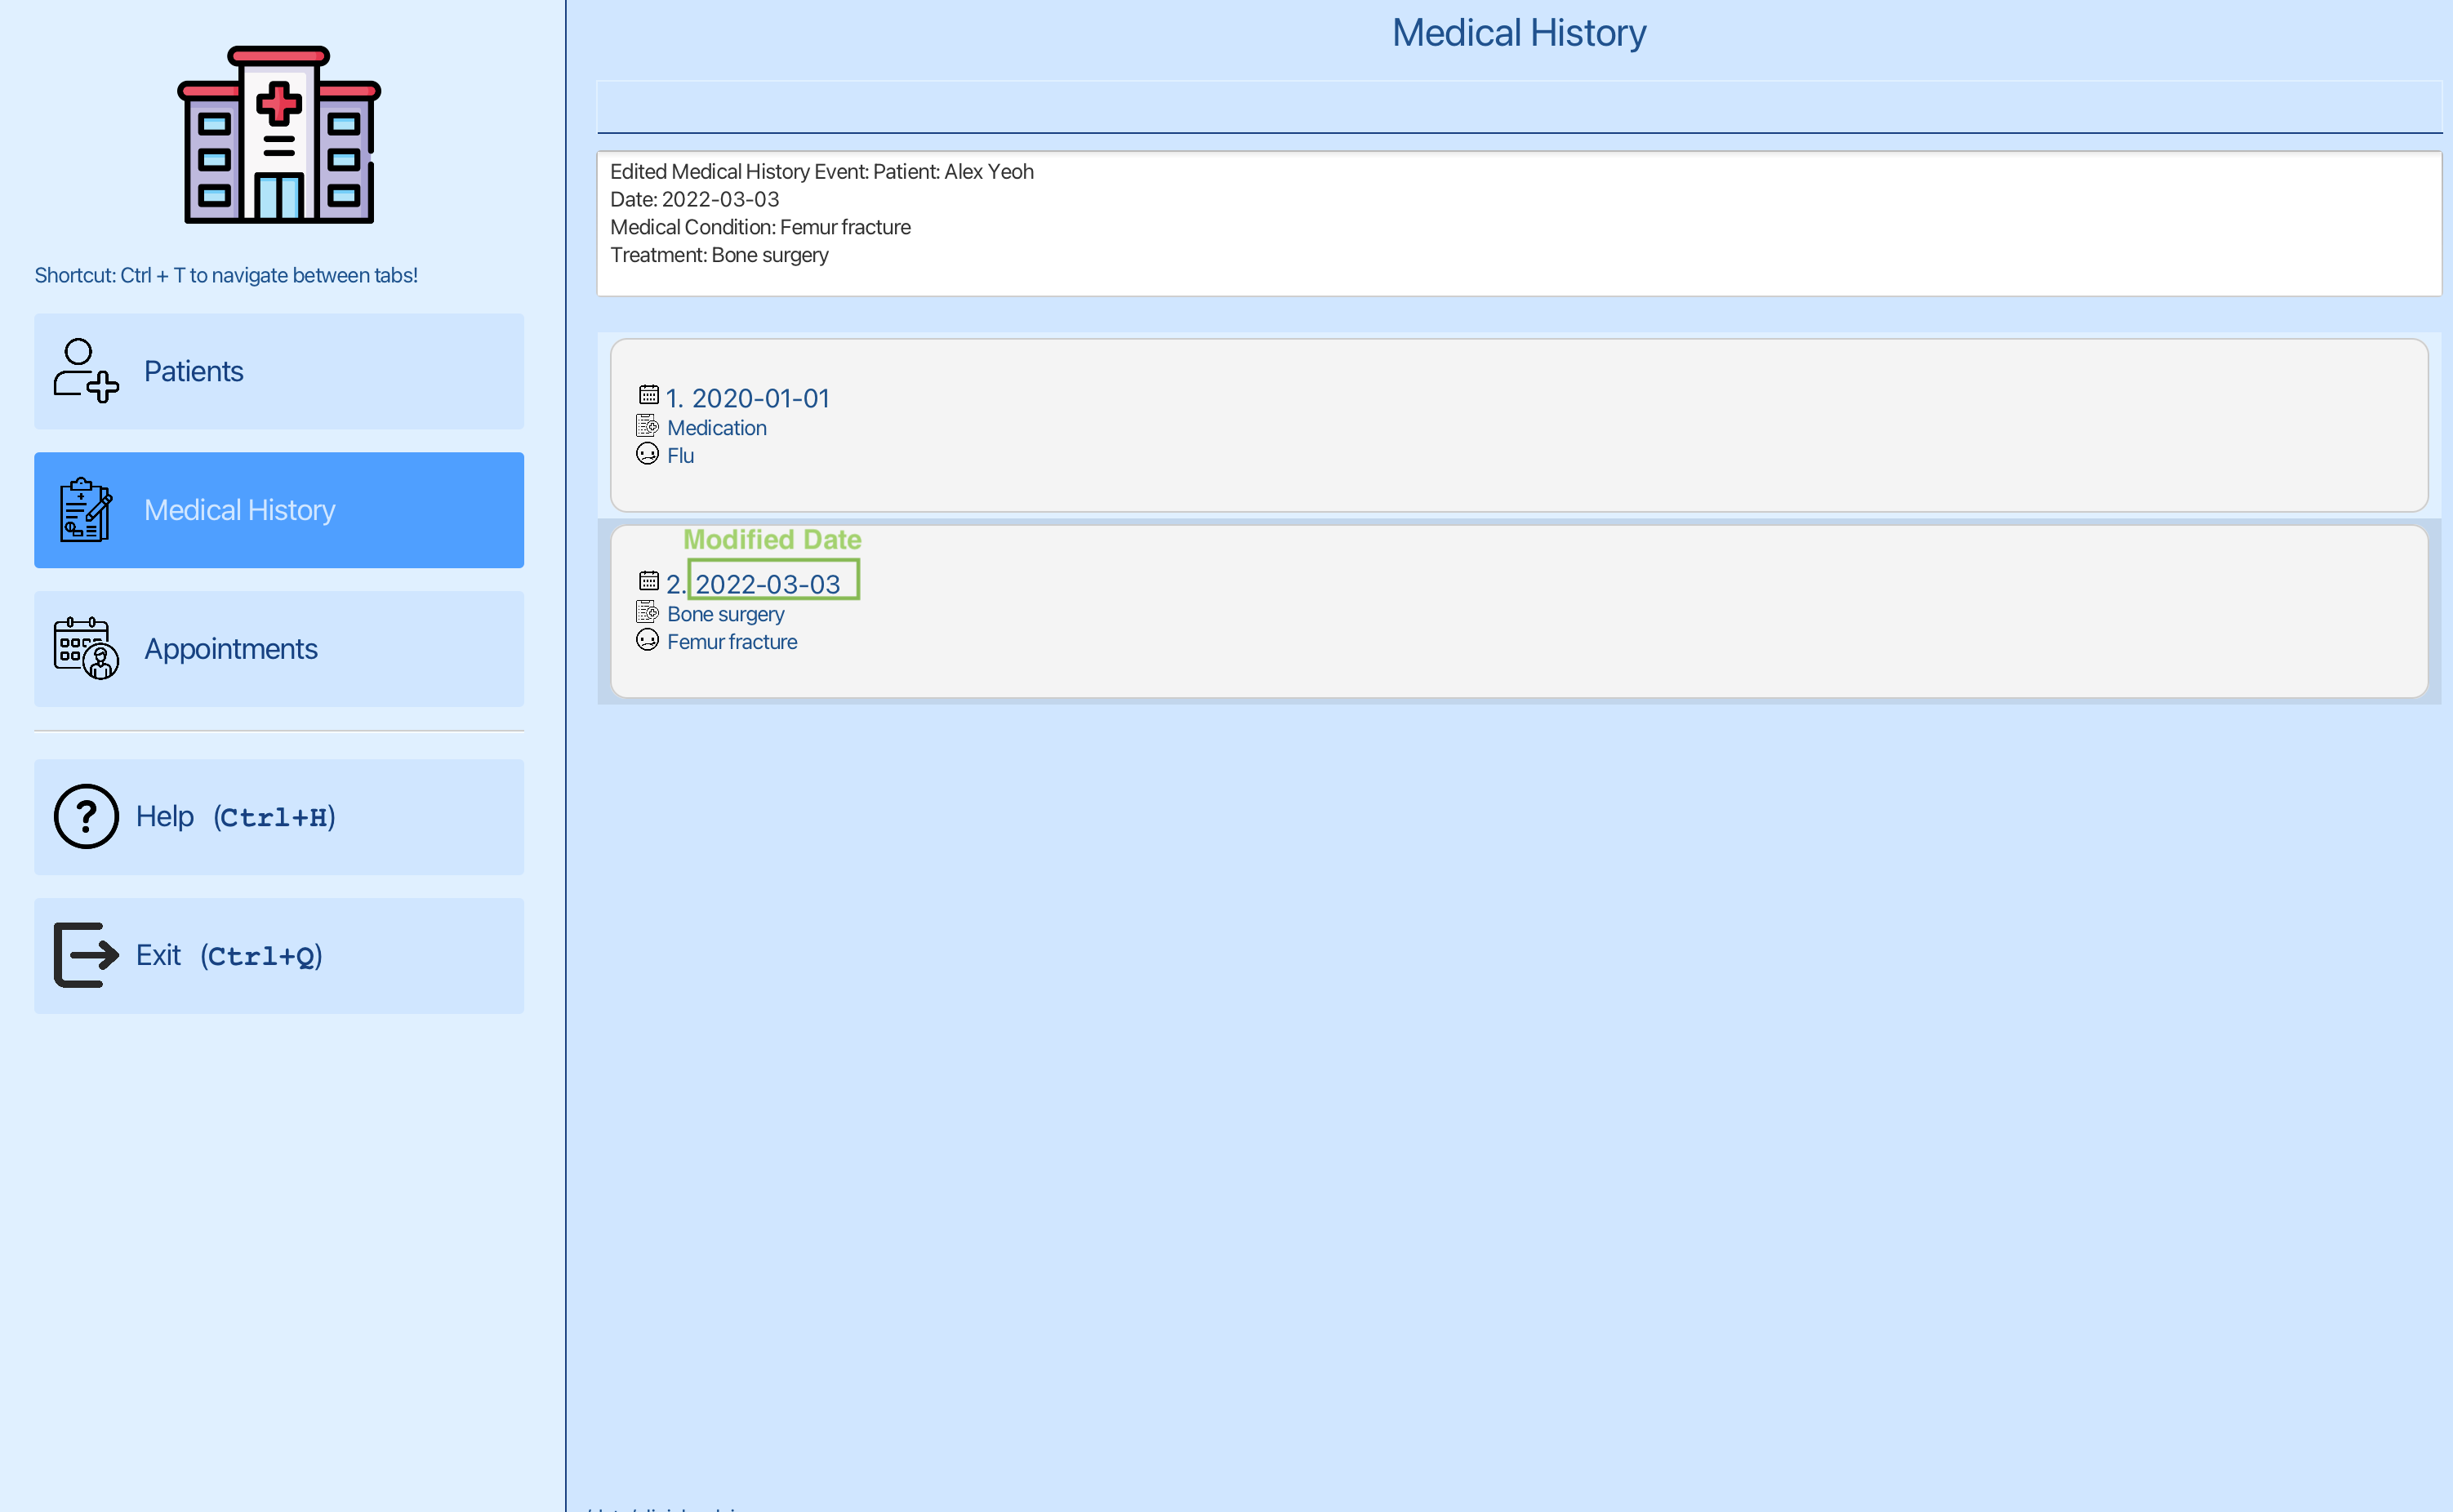 Shortcut: Ctrl + T to navigate between tabs!
Patients
Medical History
Appointments
Help (Ctrl+H)
Exit (Ctrl+Q)
Medical History
Edited Medical History Event: Patient: Alex Yeoh
Date: 2022-03-03
Medical Condition: Femur fracture
Treatment: Bone surgery
1. 2020-01-01
Medication
Flu
Modified Date
2. 2022-03-03
Bone surgery
Femur fracture